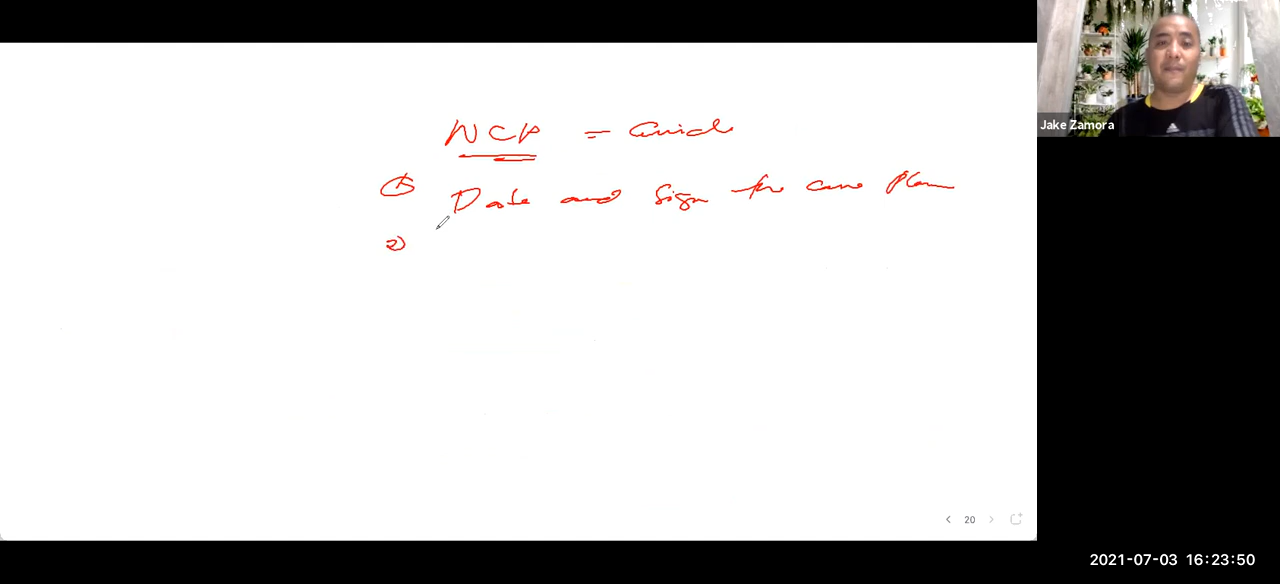 NCP = Guide
① Date and sign the care plan
②
Jake Zamora
20
2021-07-03 16:23:50